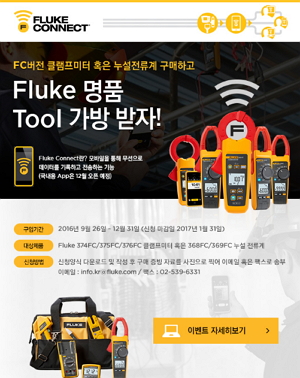 FLUKE
CONNECT
FC버전 클램프미터 혹은 누설전류계 구매하고
Fluke 명품
Tool 가방 받자!
Fluke Connect란? 모바일을 통해 무선으로
데이터를 기록하고 전송하는 기능
(국내용 App은 12월 오픈 예정)
구입기간 2016년 9월 26일 - 12월 31일 (신청 마감일 2017년 1월 31일)
대상제품 Fluke 374FC/375FC/376FC 클램프미터 혹은 368FC/369FC 누설 전류계
신청방법 신청양식 다운로드 및 작성 후 구매 증빙 자료를 사진으로 찍어 이메일 혹은 팩스로 송부
이메일 : info.kr@fluke.com / 팩스 : 02-539-6331
FLUKE
이벤트 자세히보기